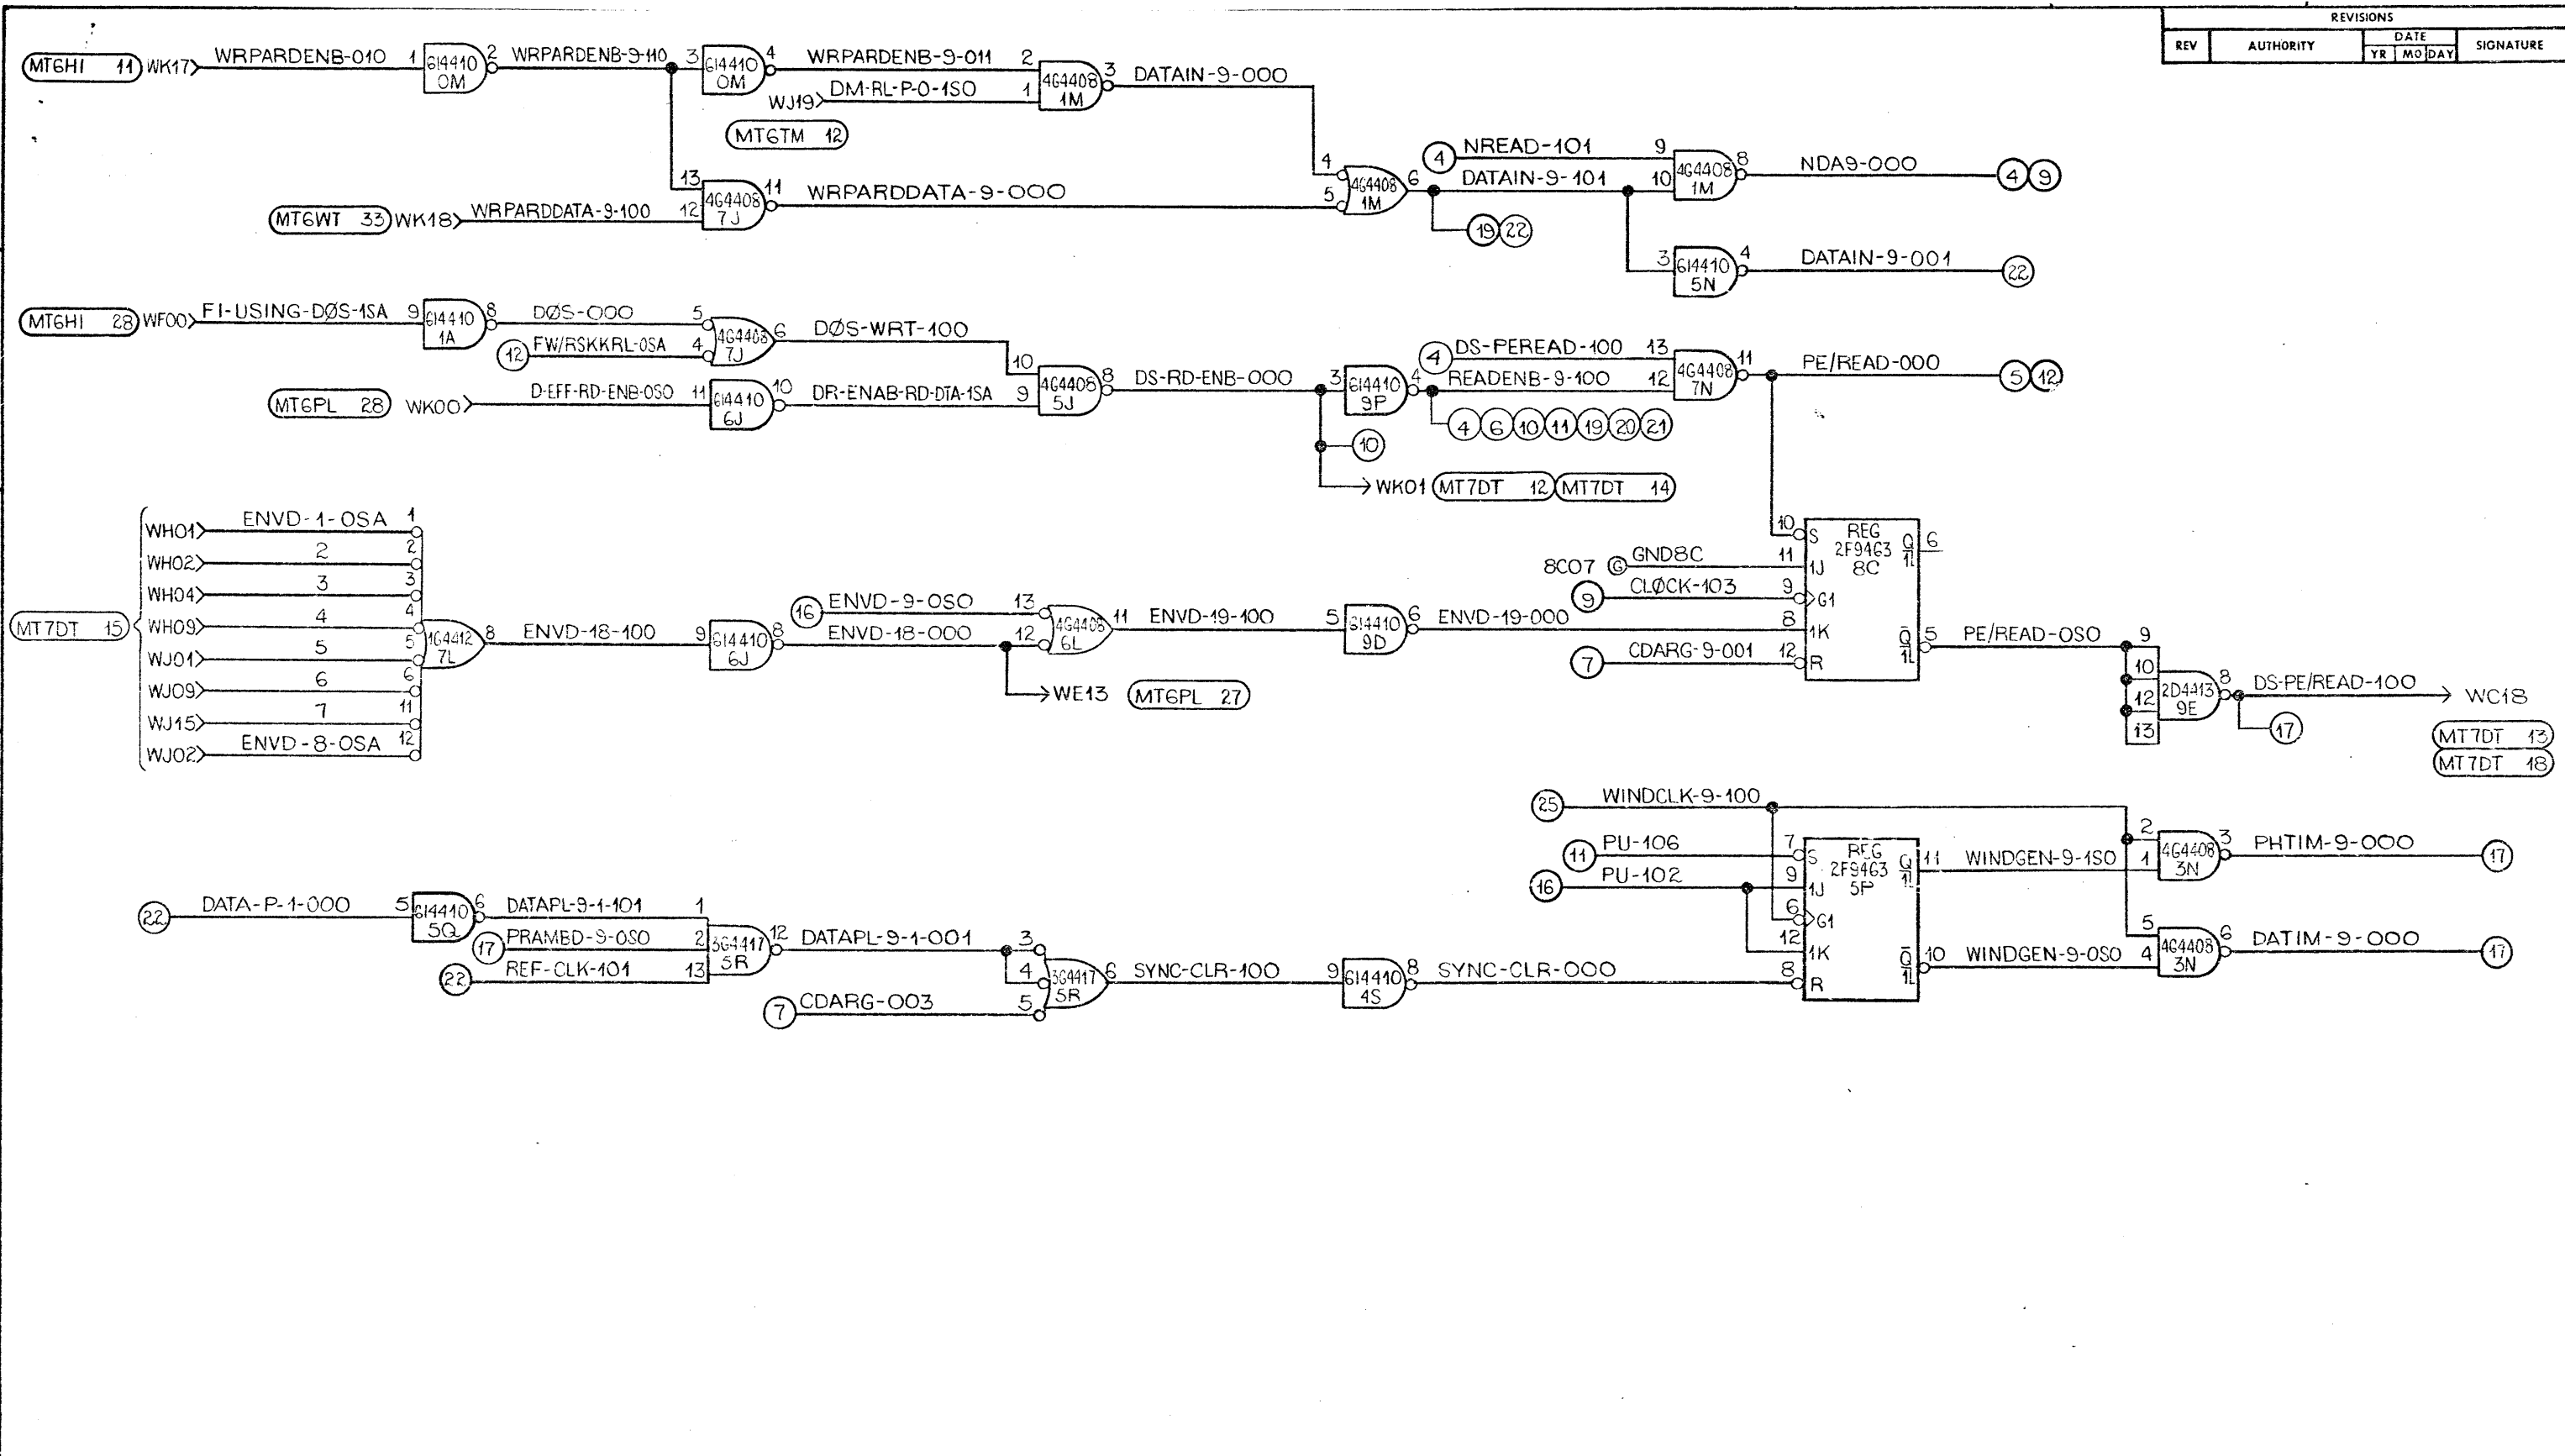 REVISIONS
REV AUTHORITY DATE SIGNATURE
YR MO DAY
MT6HI 11 WK17 WRPARDENB-010 1 614410 0M 2 WRPARDENB-9-110 3 614410 0M 4 WRPARDENB-9-011 2 4G4408 1M 3 DATAIN-9-000
WJ19 DM-RL-P-0-1SO 1
MT6TM 12
4 NREAD-101 9 4G4408 1M 8 NDA9-000 4 9
13 4G4408 7J 11 WRPARDDATA-9-000 4 5 4G4408 1M 6 DATAIN-9-101 10
MT6WT 33 WK18 WRPARDDATA-9-100 12
19 22
3 614410 5N 4 DATAIN-9-001 22
MT6HI 28 WF00 FI-USING-DØS-1SA 9 614410 1A 8 DØS-000 5 4G4408 7J 6 DØS-WRT-100
12 FW/RSKKRL-0SA 4
10 4G4408 5J 8 DS-RD-ENB-000 3 614410 9P 4 READENB-9-100 12
4 DS-PEREAD-100 13 4G4408 7N 11 PE/READ-000 5 12
MT6PL 28 WK00 D-EFF-RD-ENB-0SO 11 614410 6J 10 DR-ENAB-RD-DTA-1SA 9
4 6 10 11 19 20 21
10
WK01 MT7DT 12 MT7DT 14
WH01 ENVD-1-0SA 1
WH02 2 2
WH04 3 3
MT7DT 15 WH09 4 4
WJ01 5 5
WJ09 6 6
WJ15 7 11
WJ02 ENVD-8-0SA 12
1G4412 7L 8 ENVD-18-100 9 614410 6J 8 ENVD-18-000 12
16 ENVD-9-0SO 13 4G4408 6L 11 ENVD-19-100 5 614410 9D 6 ENVD-19-000 8 1K
WE13 MT6PL 27
10 S REG 2F9463 8C Q 1L 6
8C07 G GND8C 11 1J
9 CLØCK-103 9 G1
7 CDARG-9-001 12 R
Q 1L 5 PE/READ-0SO 9
10
12 2D4413 9E 8 DS-PE/READ-100 WC18
13
17
MT7DT 13
MT7DT 18
25 WINDCLK-9-100
11 PU-106 7 S REG 2F9463 5P Q 1L 11 WINDGEN-9-1SO 1
2 4G4408 3N 3 PHTIM-9-000 17
16 PU-102 9 1J
6 G1
12 1K
22 DATA-P-1-000 5 614410 5Q 6 DATAPL-9-1-101 1
17 PRAMBD-9-0SO 2 3G4417 5R 12 DATAPL-9-1-001 3
22 REF-CLK-101 13
4 3G4417 5R 6 SYNC-CLR-100 9 614410 4S 8 SYNC-CLR-000 8 R
7 CDARG-003 5
Q 1L 10 WINDGEN-9-0SO 4
5 4G4408 3N 6 DATIM-9-000 17